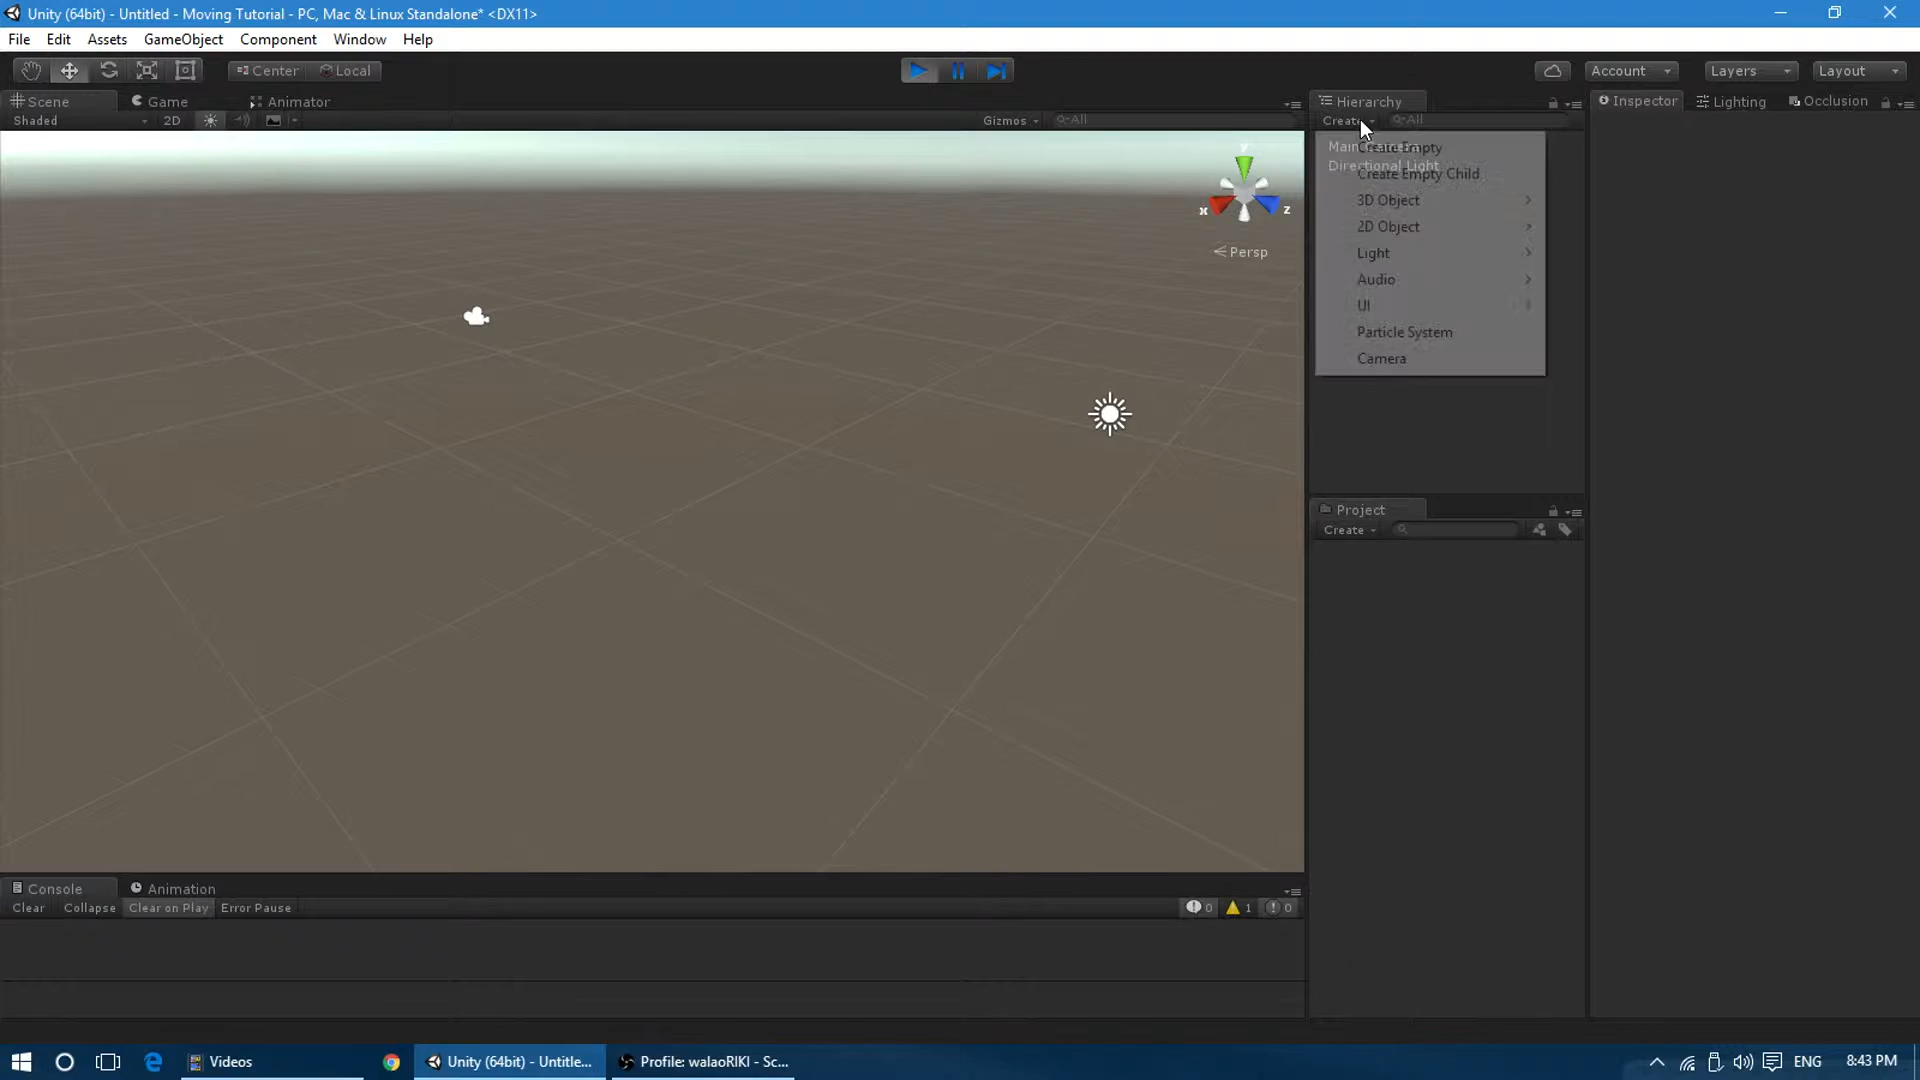 Unity (64bit) - Untitled - Moving Tutorial - PC, Mac & Linux Standalone* <DX11>
File Edit Assets GameObject Component Window Help
Center Local Account Layers Layout
Scene Game Animator Hierarchy Inspector Lighting Occlusion
Shaded 2D Gizmos All Create All
Main Camera
Create Empty
Directional Light
Create Empty Child
3D Object
2D Object
Light
Audio
UI
Particle System
Camera
y
x z
Persp
Project
Create
Console Animation
Clear Collapse Clear on Play Error Pause 0 1 0
Videos Unity (64bit) - Untitle... Profile: walaoRIKI - Sc... ENG 8:43 PM